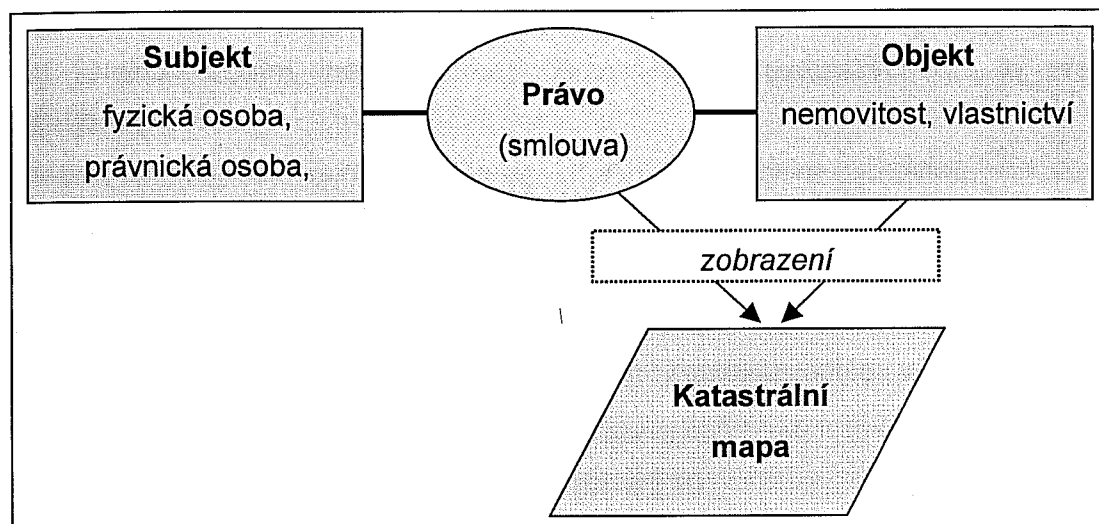 Subjekt
fyzická osoba,
právnická osoba,
Právo
(smlouva)
Objekt
nemovitost, vlastnictví
zobrazení
Katastrální
mapa